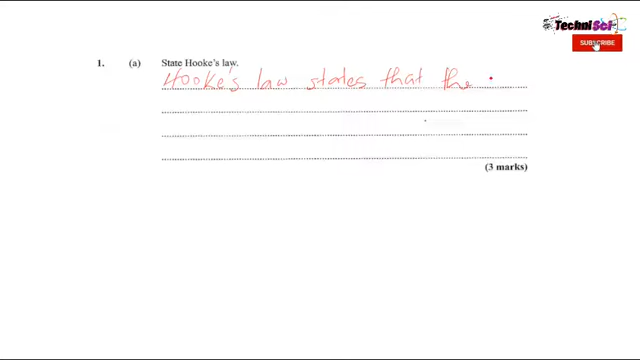 TechniSci
SUBSCRIBE
1. (a) State Hooke's law.
Hooke's law states that the
(3 marks)